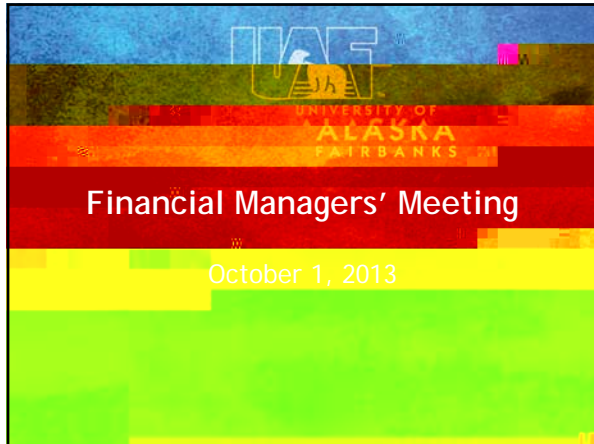 UAF
UNIVERSITY OF
ALASKA
FAIRBANKS
Financial Managers' Meeting
October 1, 2013